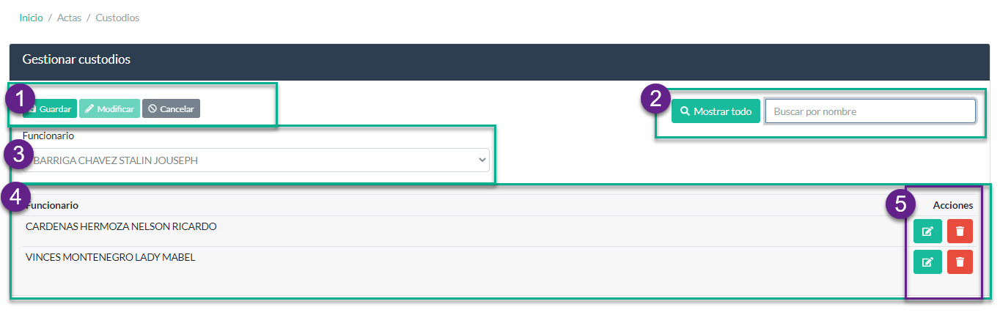 Inicio / Actas / Custodios
Gestionar custodios
1
Guardar Modificar Cancelar
2
Mostrar todo Buscar por nombre
Funcionario
3
BARRIGA CHAVEZ STALIN JOUSEPH
4
Funcionario
5
Acciones
CARDENAS HERMOZA NELSON RICARDO
VINCES MONTENEGRO LADY MABEL